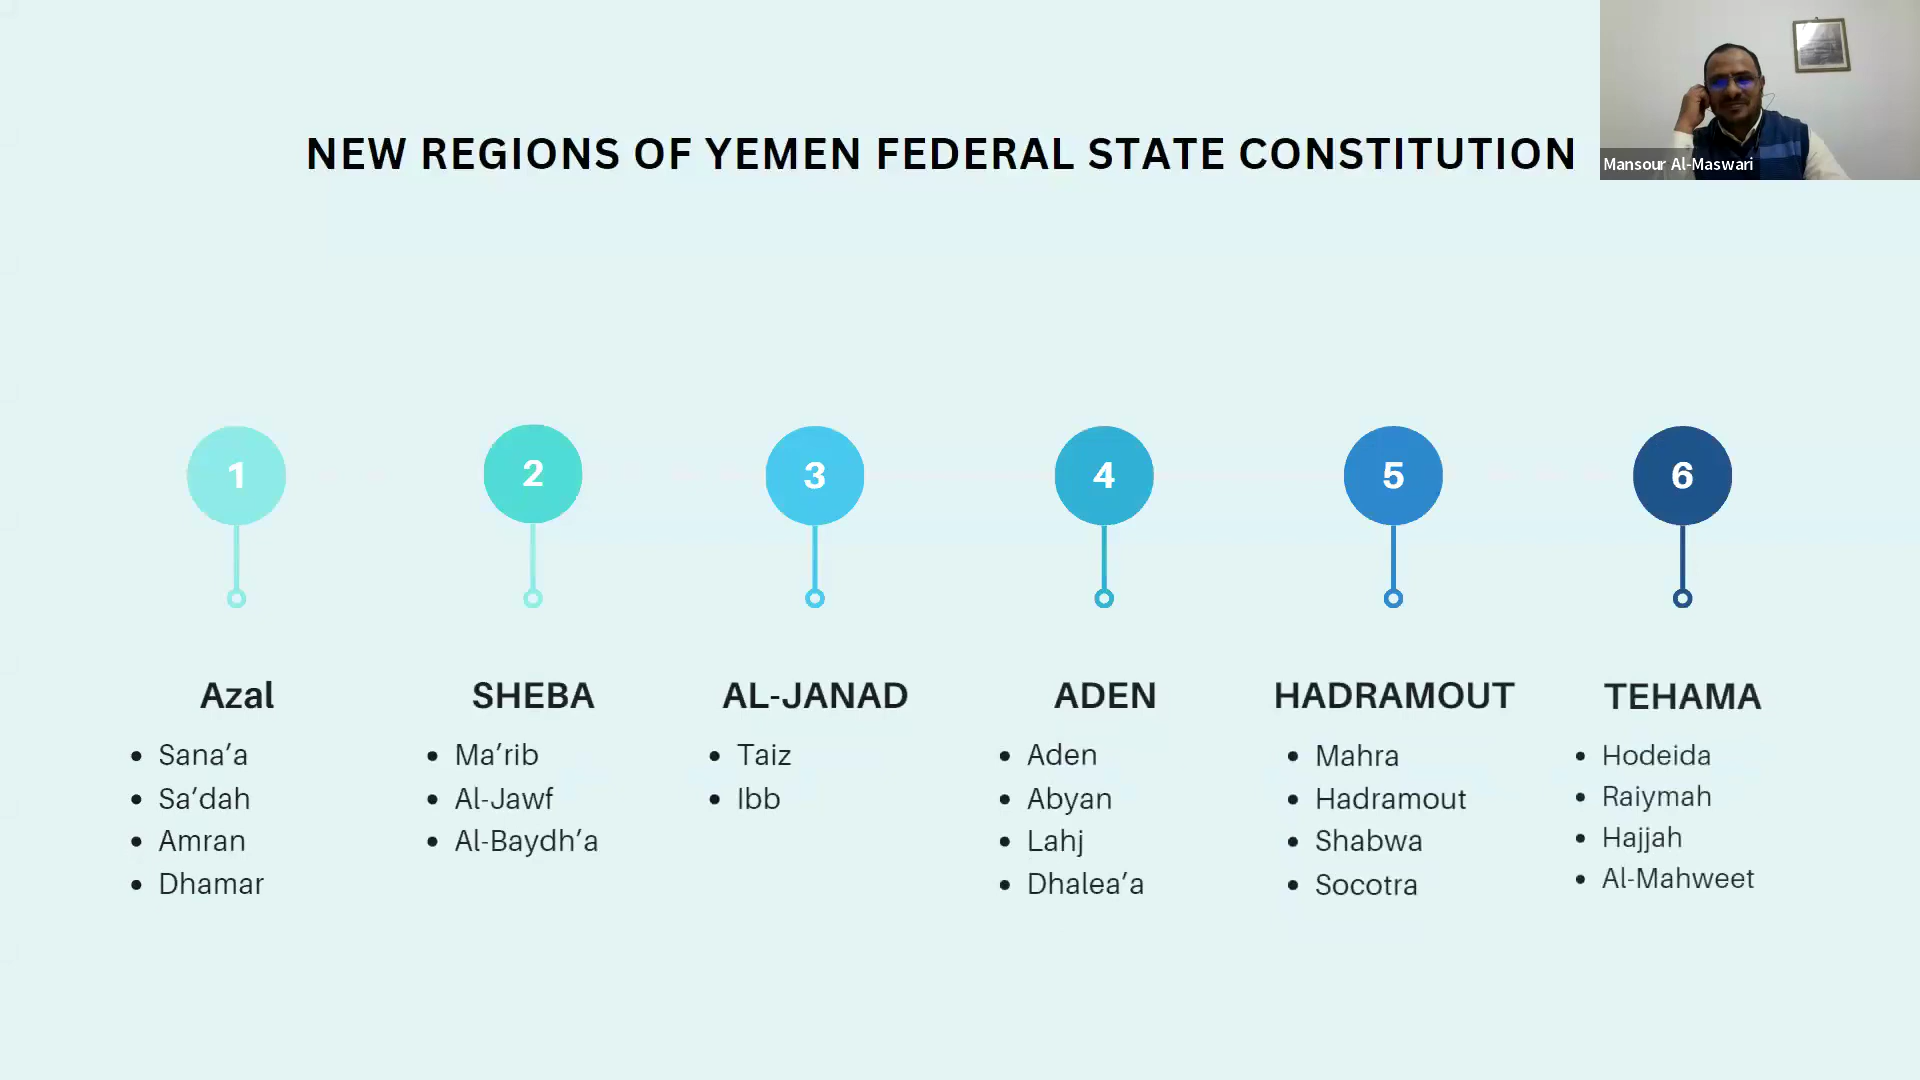 NEW REGIONS OF YEMEN FEDERAL STATE CONSTITUTION
Mansour Al-Maswari
1
2
3
4
5
6
Azal
Sana’a
Sa’dah
Amran
Dhamar
SHEBA
Ma’rib
Al-Jawf
Al-Baydh’a
AL-JANAD
Taiz
Ibb
ADEN
Aden
Abyan
Lahj
Dhalea’a
HADRAMOUT
Mahra
Hadramout
Shabwa
Socotra
TEHAMA
Hodeida
Raiymah
Hajjah
Al-Mahweet